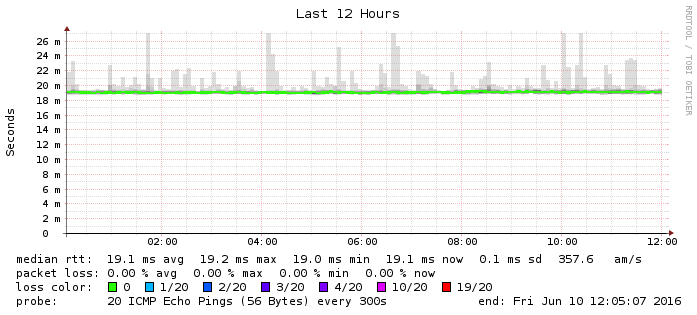 Last 12 Hours
RRDTOOL / TOBI OETIKER
Seconds
26 m
24 m
22 m
20 m
18 m
16 m
14 m
12 m
10 m
8 m
6 m
4 m
2 m
0
02:00 04:00 06:00 08:00 10:00 12:00
median rtt: 19.1 ms avg 19.2 ms max 19.0 ms min 19.1 ms now 0.1 ms sd 357.6 am/s
packet loss: 0.00 % avg 0.00 % max 0.00 % min 0.00 % now
loss color: 0 1/20 2/20 3/20 4/20 10/20 19/20
probe: 20 ICMP Echo Pings (56 Bytes) every 300s end: Fri Jun 10 12:05:07 2016